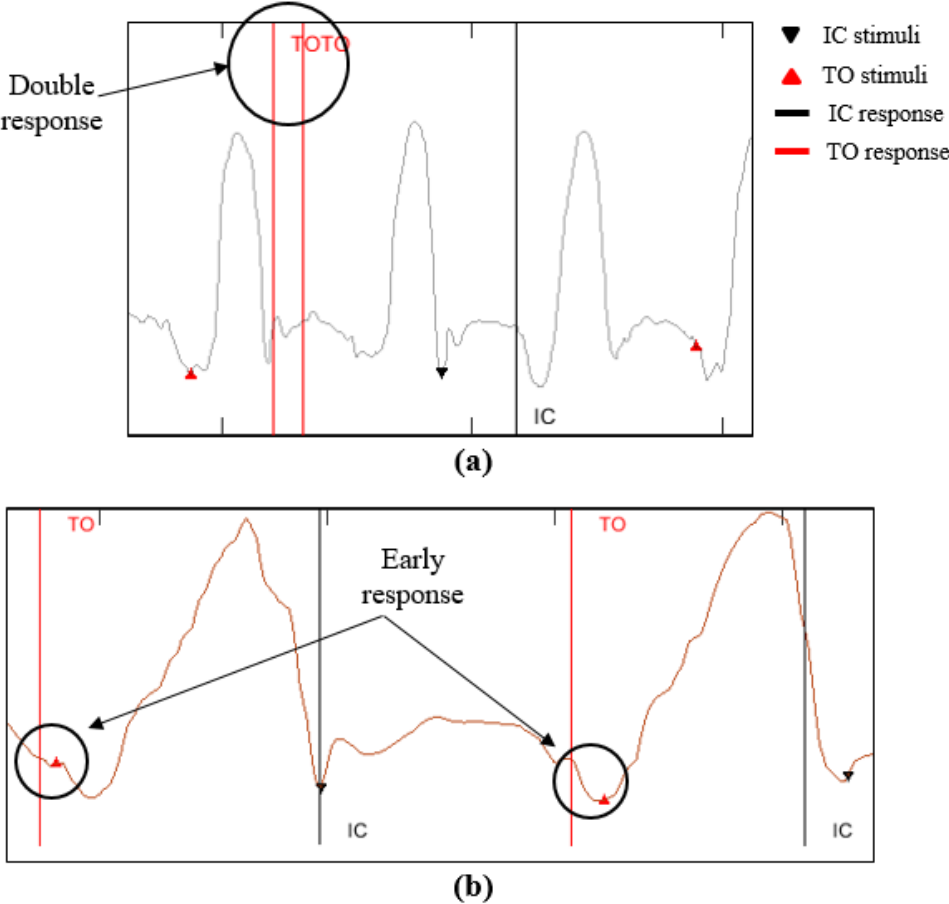 TOTO
Double
response
IC stimuli
TO stimuli
IC response
TO response
IC
(a)
TO
TO
Early
response
IC
IC
(b)